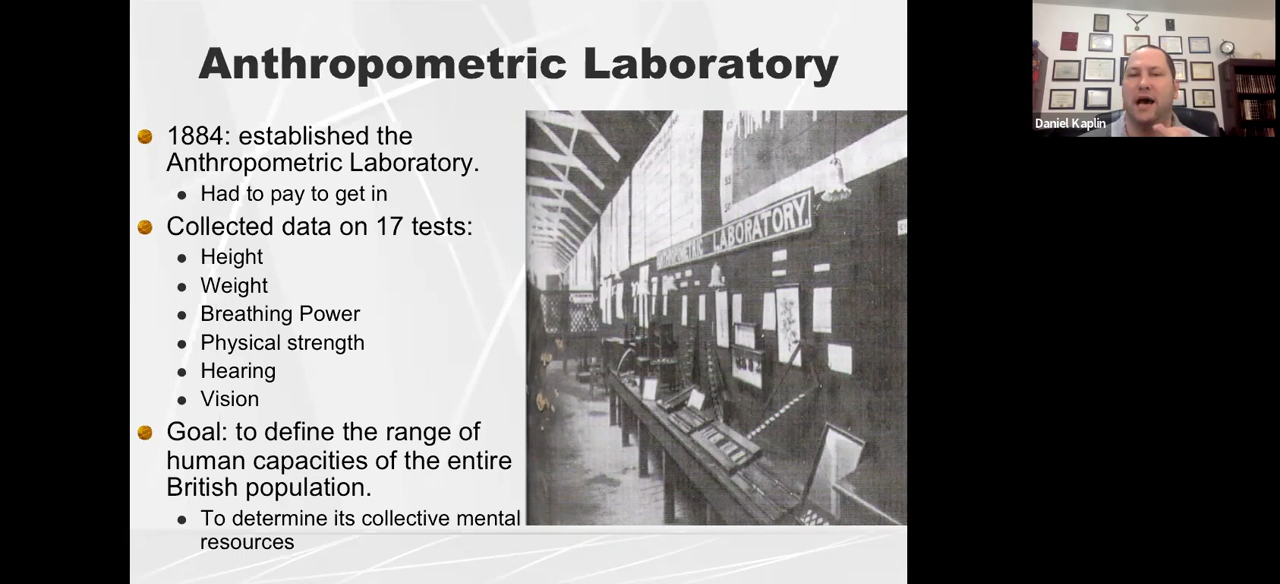 Anthropometric Laboratory
1884: established the
Anthropometric Laboratory.
Had to pay to get in
Collected data on 17 tests:
Height
Weight
Breathing Power
Physical strength
Hearing
Vision
Goal: to define the range of
human capacities of the entire
British population.
To determine its collective mental
resources
ANTHROPOMETRIC LABORATORY.
Daniel Kaplin